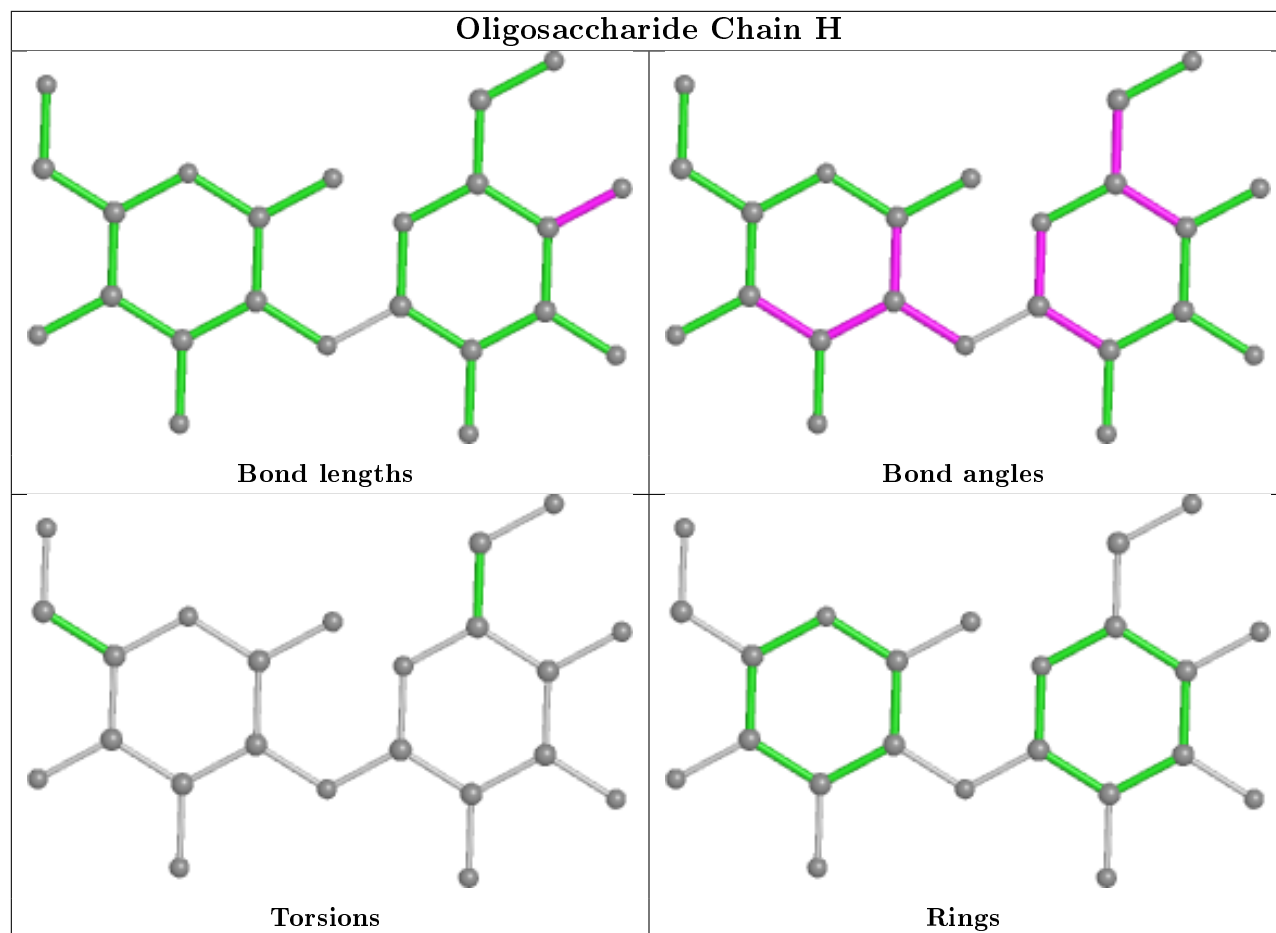 Oligosaccharide Chain H
Bond lengths
Bond angles
Torsions
Rings